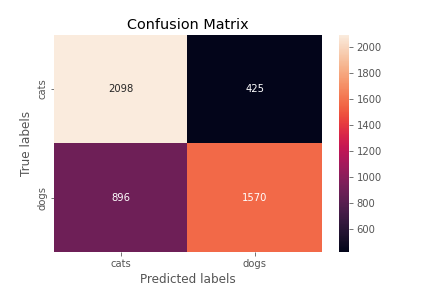 Confusion Matrix
True labels
cats
2098
425
dogs
896
1570
cats
dogs
Predicted labels
2000
1800
1600
1400
1200
1000
800
600